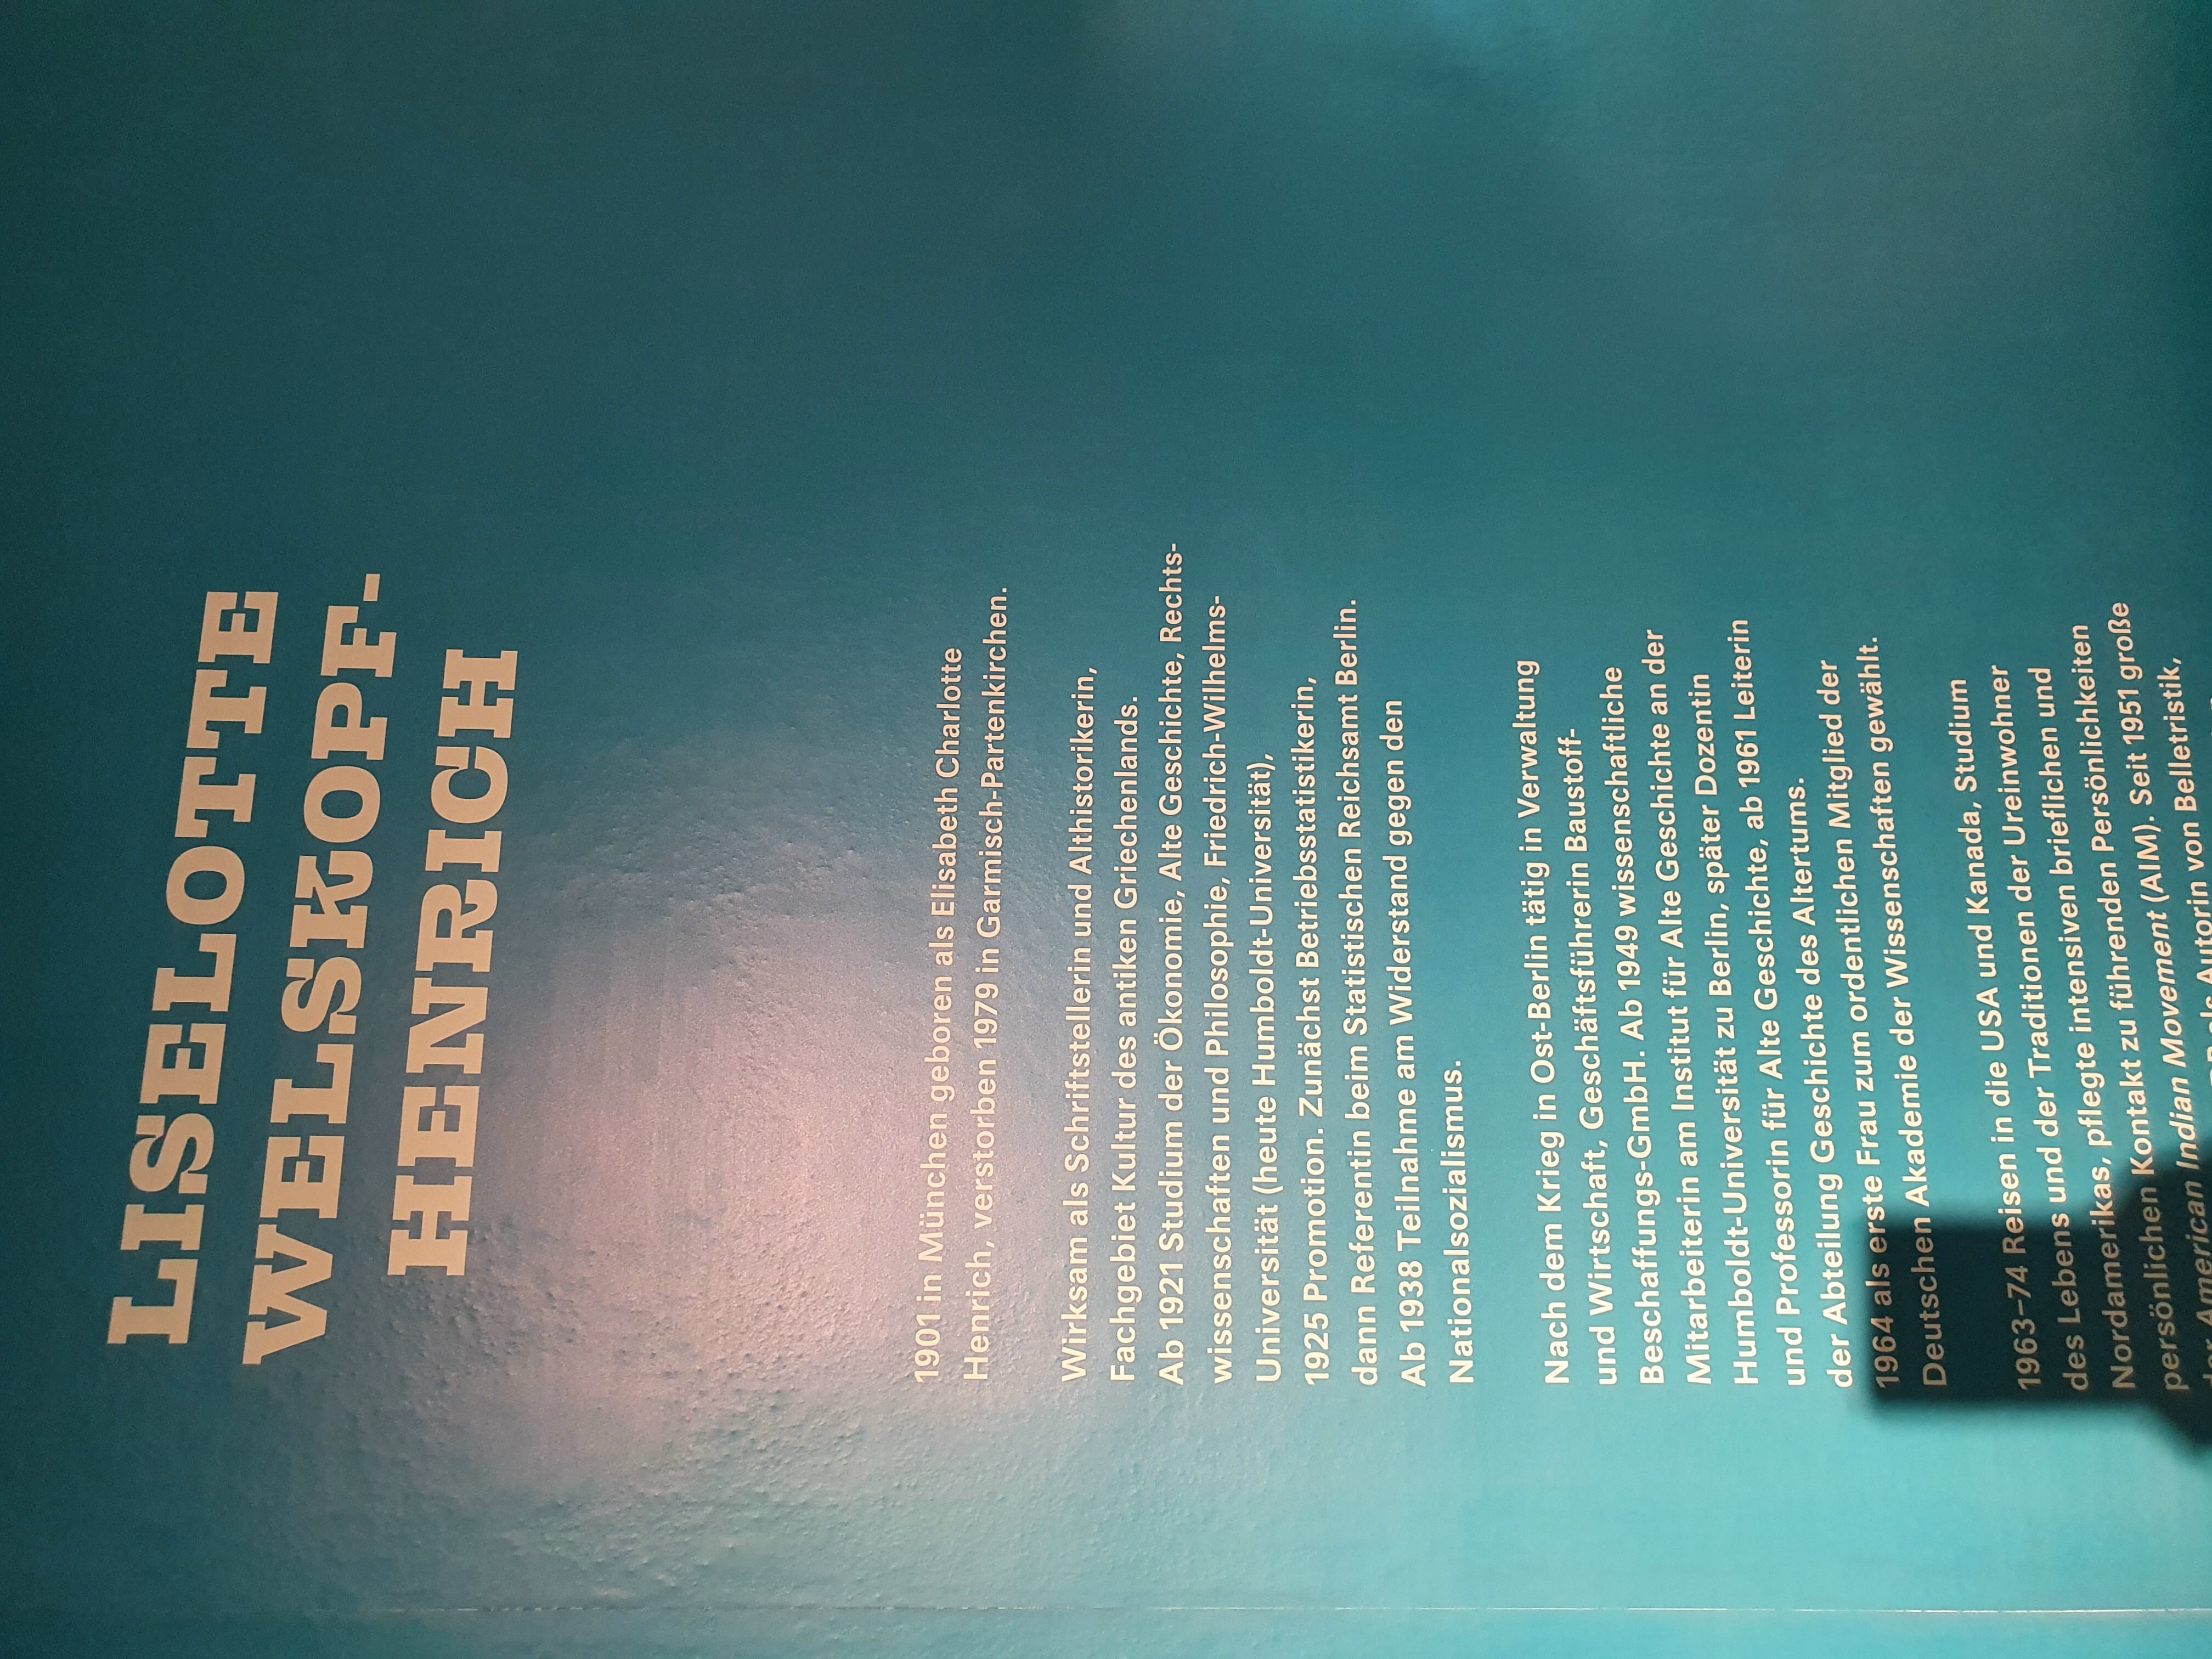 LISELOTTE
WELSKOPF-
HENRICH
1901 in München geboren als Elisabeth Charlotte
Henrich, verstorben 1979 in Garmisch-Partenkirchen.
Wirksam als Schriftstellerin und Althistorikerin,
Fachgebiet Kultur des antiken Griechenlands.
Ab 1921 Studium der Ökonomie, Alte Geschichte, Rechts-
wissenschaften und Philosophie, Friedrich-Wilhelms-
Universität (heute Humboldt-Universität),
1925 Promotion. Zunächst Betriebsstatistikerin,
dann Referentin beim Statistischen Reichsamt Berlin.
Ab 1938 Teilnahme am Widerstand gegen den
Nationalsozialismus.
Nach dem Krieg in Ost-Berlin tätig in Verwaltung
und Wirtschaft, Geschäftsführerin Baustoff-
Beschaffungs-GmbH. Ab 1949 wissenschaftliche
Mitarbeiterin am Institut für Alte Geschichte an der
Humboldt-Universität zu Berlin, später Dozentin
und Professorin für Alte Geschichte, ab 1961 Leiterin
der Abteilung Geschichte des Altertums.
1964 als erste Frau zum ordentlichen Mitglied der
Deutschen Akademie der Wissenschaften gewählt.
1963–74 Reisen in die USA und Kanada, Studium
des Lebens und der Traditionen der Ureinwohner
Nordamerikas, pflegte intensiven brieflichen und
persönlichen Kontakt zu führenden Persönlichkeiten
der American Indian Movement (AIM). Seit 1951 große
Autorin von Belletristik,